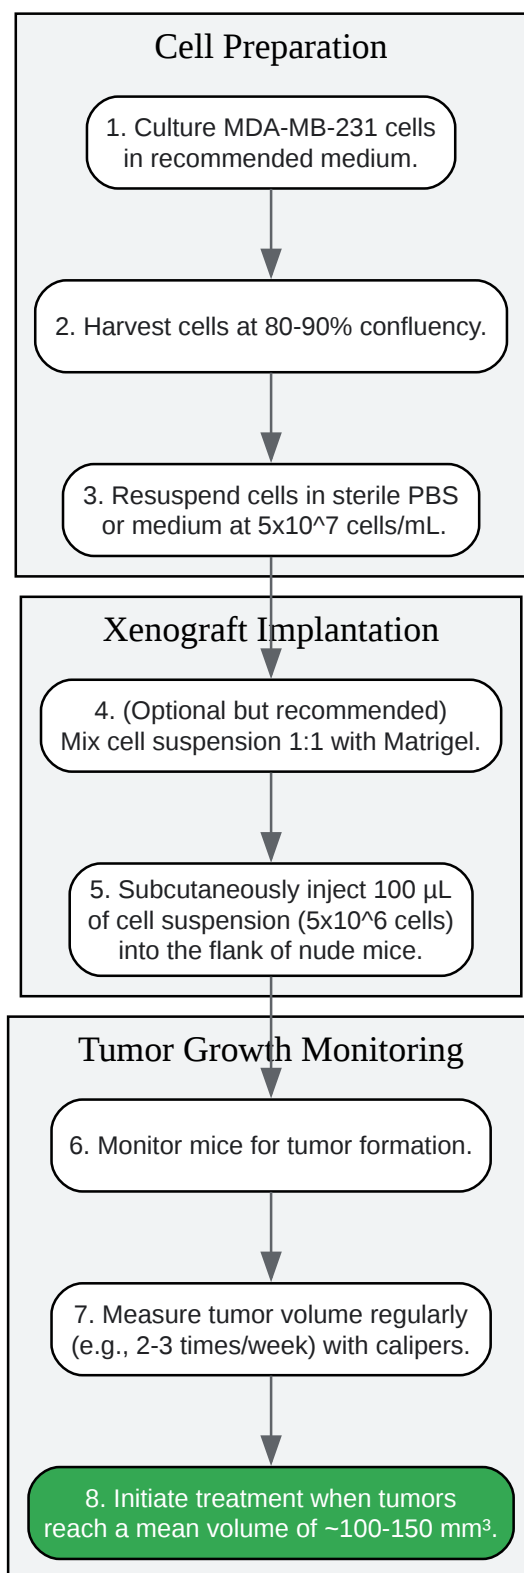 Cell Preparation
1. Culture MDA-MB-231 cells
in recommended medium.
2. Harvest cells at 80-90% confluency.
3. Resuspend cells in sterile PBS
or medium at 5x10^7 cells/mL.
Xenograft Implantation
4. (Optional but recommended)
Mix cell suspension 1:1 with Matrigel.
5. Subcutaneously inject 100 µL
of cell suspension (5x10^6 cells)
into the flank of nude mice.
Tumor Growth Monitoring
6. Monitor mice for tumor formation.
7. Measure tumor volume regularly
(e.g., 2-3 times/week) with calipers.
8. Initiate treatment when tumors
reach a mean volume of ~100-150 mm³.